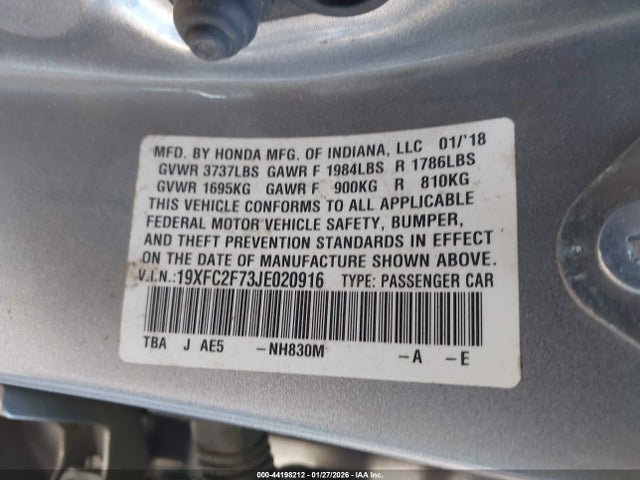 MFD. BY HONDA MFG. OF INDIANA, LLC 01/'18
GVWR 3737LBS GAWR F 1984LBS R 1786LBS
GVWR 1695KG GAWR F 900KG R 810KG
THIS VEHICLE CONFORMS TO ALL APPLICABLE
FEDERAL MOTOR VEHICLE SAFETY, BUMPER,
AND THEFT PREVENTION STANDARDS IN EFFECT
ON THE DATE OF MANUFACTURE SHOWN ABOVE.
V.I.N.:19XFC2F73JE020916 TYPE: PASSENGER CAR
TBA J AE5 -NH830M -A -E
000-44198212 - 01/27/2026 - IAAI.COM